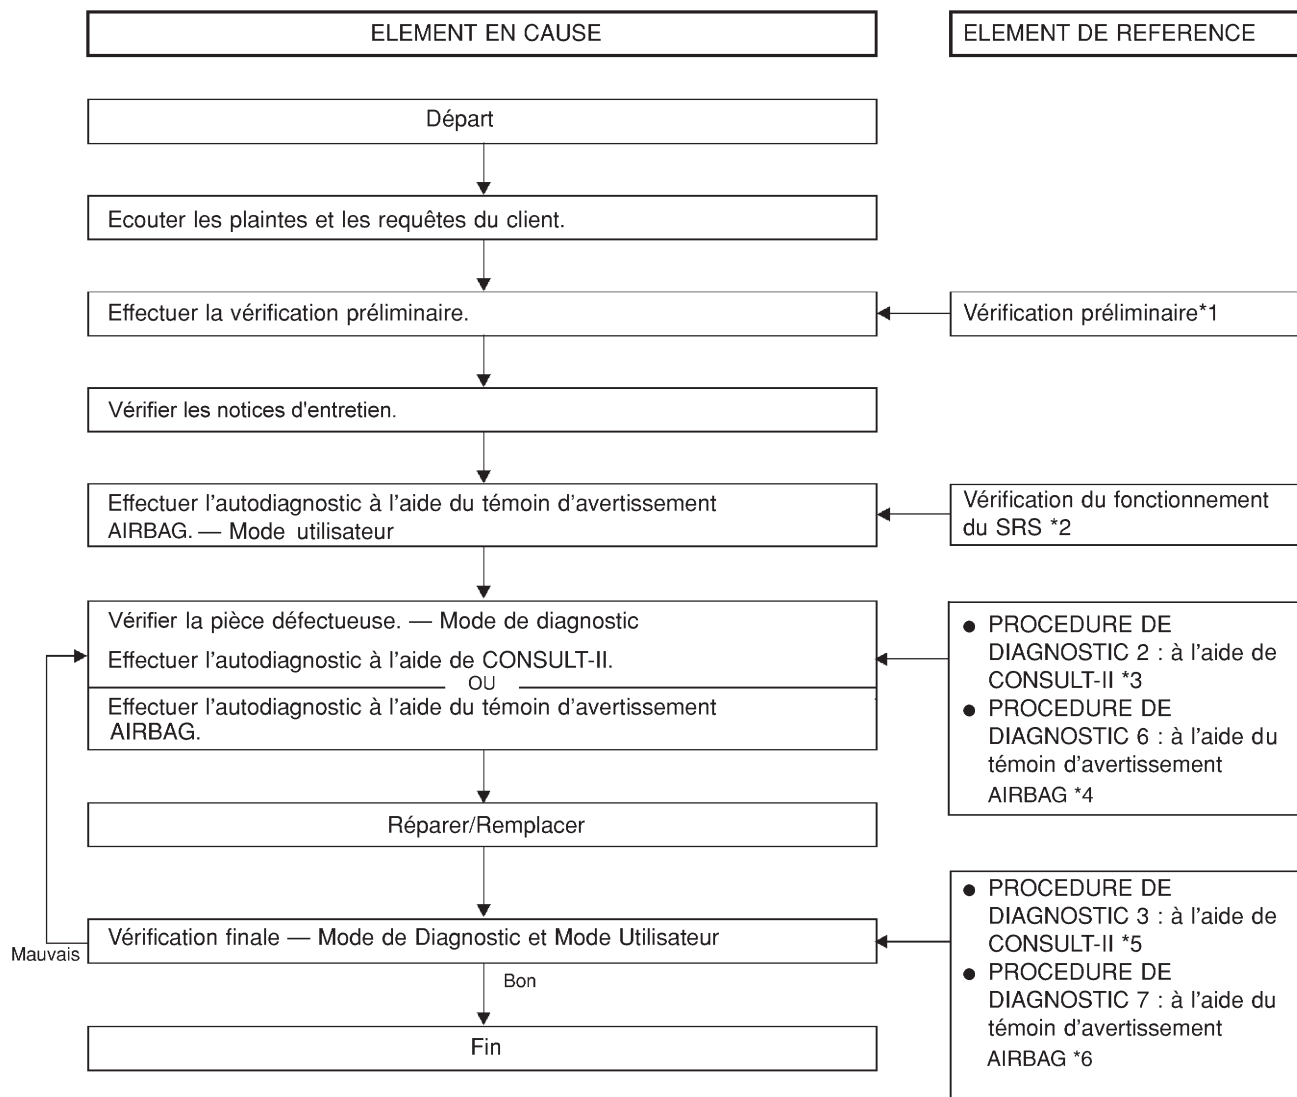 ELEMENT EN CAUSE
ELEMENT DE REFERENCE
Départ
Ecouter les plaintes et les requêtes du client.
Effectuer la vérification préliminaire.
Vérification préliminaire*1
Vérifier les notices d'entretien.
Effectuer l'autodiagnostic à l'aide du témoin d'avertissement
AIRBAG. — Mode utilisateur
Vérification du fonctionnement
du SRS *2
Vérifier la pièce défectueuse. — Mode de diagnostic
Effectuer l'autodiagnostic à l'aide de CONSULT-II.
OU
Effectuer l'autodiagnostic à l'aide du témoin d'avertissement
AIRBAG.
● PROCEDURE DE
DIAGNOSTIC 2 : à l'aide de
CONSULT-II *3
● PROCEDURE DE
DIAGNOSTIC 6 : à l'aide du
témoin d'avertissement
AIRBAG *4
Réparer/Remplacer
Vérification finale — Mode de Diagnostic et Mode Utilisateur
Mauvais
Bon
● PROCEDURE DE
DIAGNOSTIC 3 : à l'aide de
CONSULT-II *5
● PROCEDURE DE
DIAGNOSTIC 7 : à l'aide du
témoin d'avertissement
AIRBAG *6
Fin